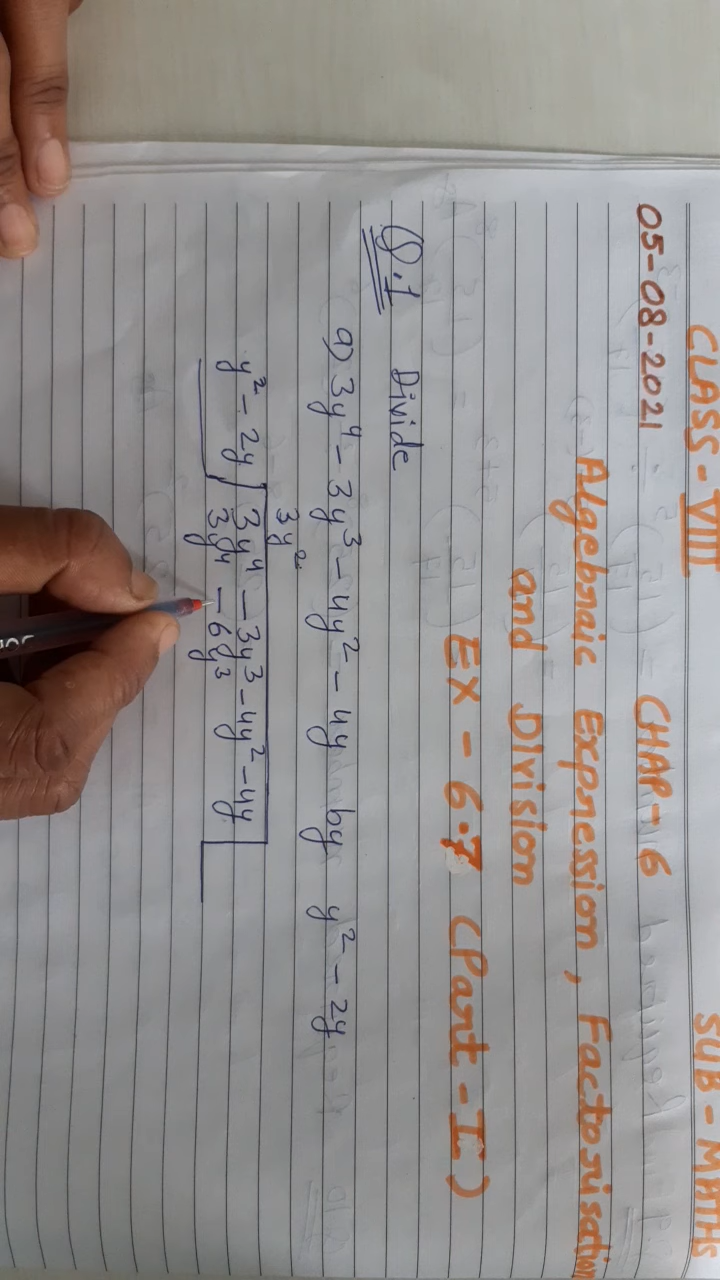 CLASS-VIII SUB-MATHS
05-08-2021 CHAP-6
Algebraic Expression, Factorisation
and Division
EX-6.7 (Part-I)
Q.1 Divide
a) 3y⁴ - 3y³ - 4y² - 4y by y² - 2y
3y²
y² - 2y ) 3y⁴ - 3y³ - 4y² - 4y
3y⁴ - 6y³